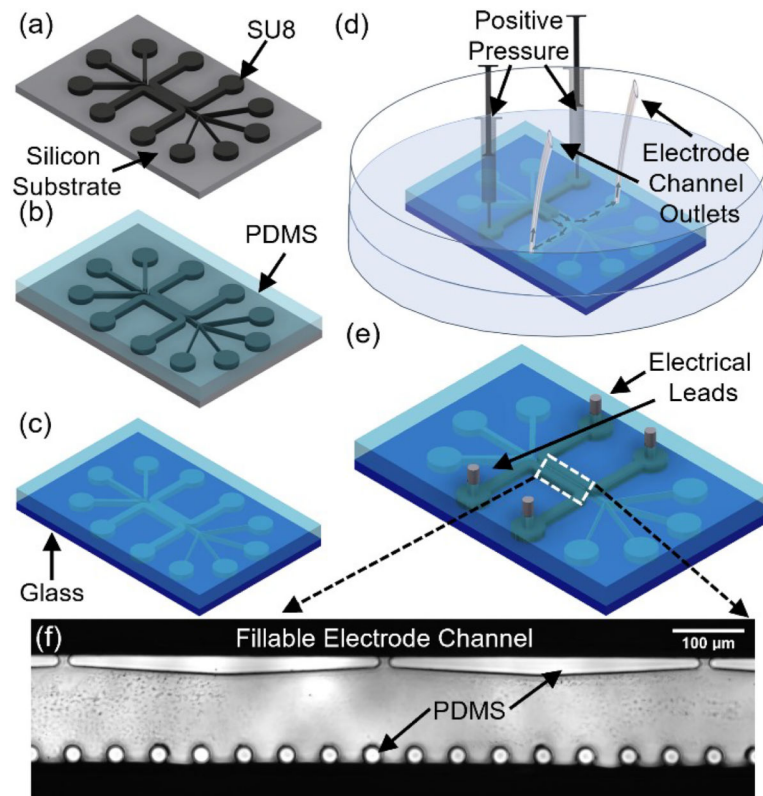 (a)
SU8
Silicon
Substrate
(b)
PDMS
(c)
Glass
(d)
Positive
Pressure
Electrode
Channel
Outlets
(e)
Electrical
Leads
(f)
Fillable Electrode Channel
100 μm
PDMS